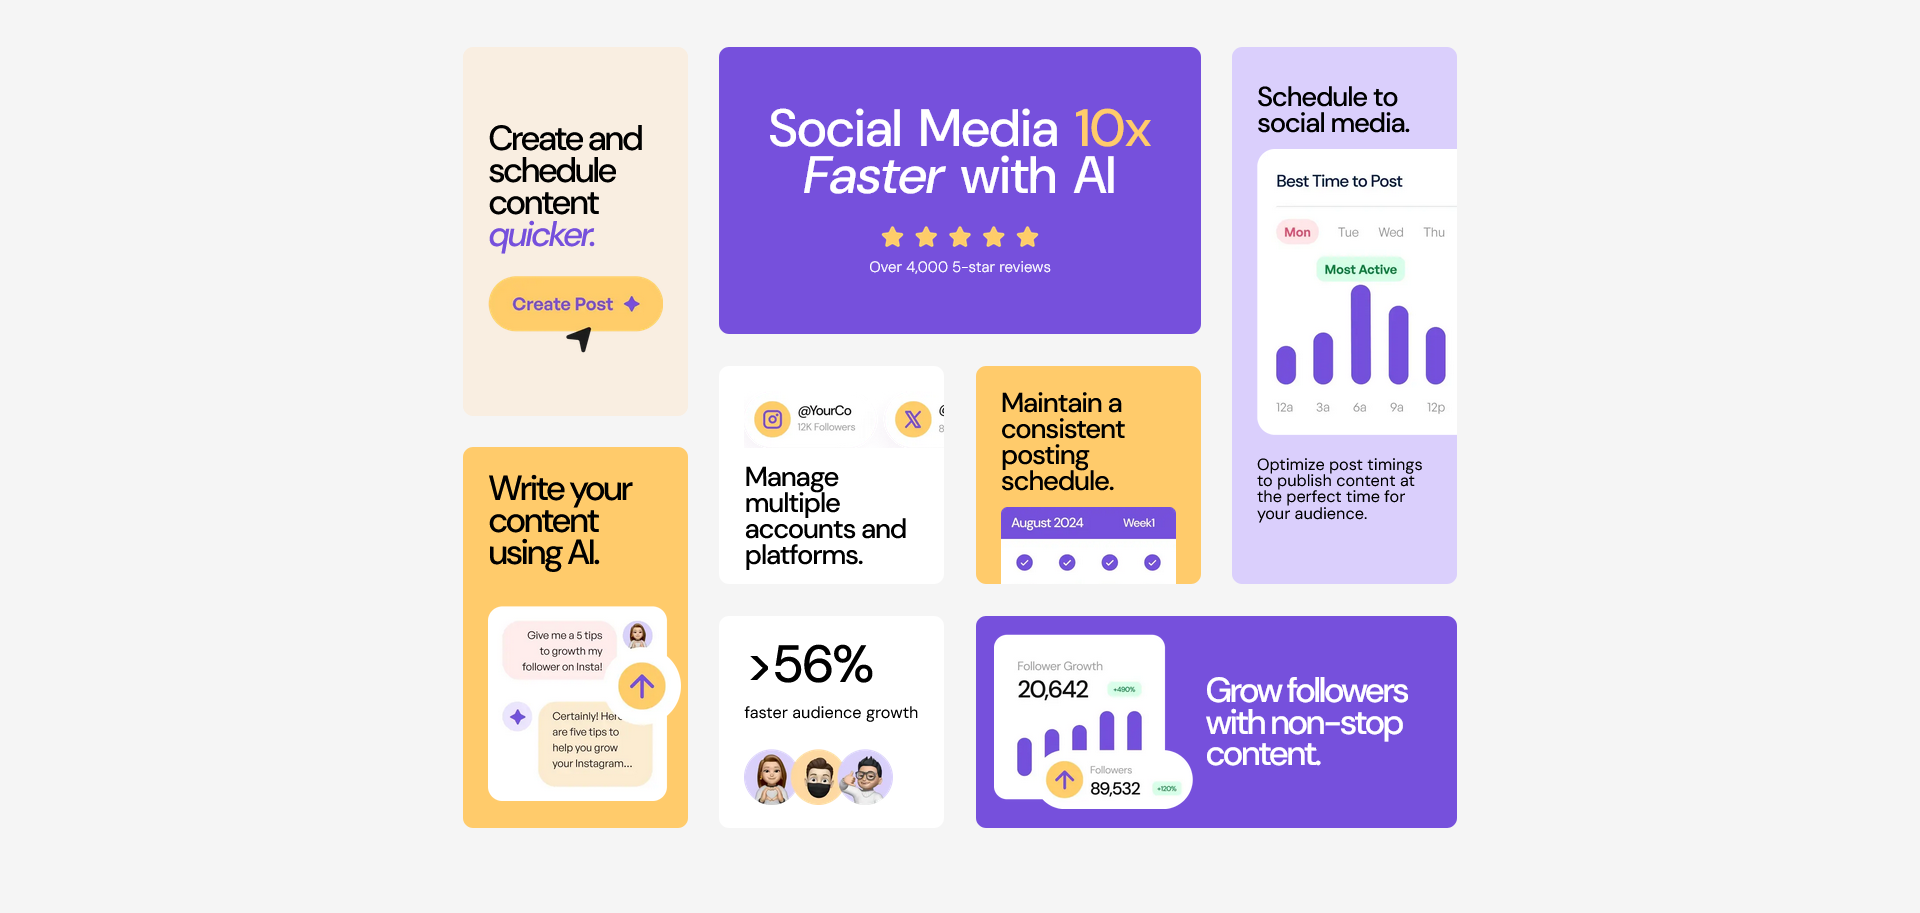 Create and
schedule
content
quicker.
Create Post
Social Media 10x
Faster with AI
Over 4,000 5-star reviews
Schedule to
social media.
Best Time to Post
Mon Tue Wed Thu
Most Active
12a 3a 6a 9a 12p
Optimize post timings
to publish content at
the perfect time for
your audience.
@YourCo
12K Followers
@
8
Manage
multiple
accounts and
platforms.
Maintain a
consistent
posting
schedule.
August 2024 Week1
Write your
content
using AI.
Give me a 5 tips
to growth my
follower on Insta!
Certainly! Here
are five tips to
help you grow
your Instagram...
>56%
faster audience growth
Follower Growth
20,642 +490%
Followers
89,532 +120%
Grow followers
with non-stop
content.